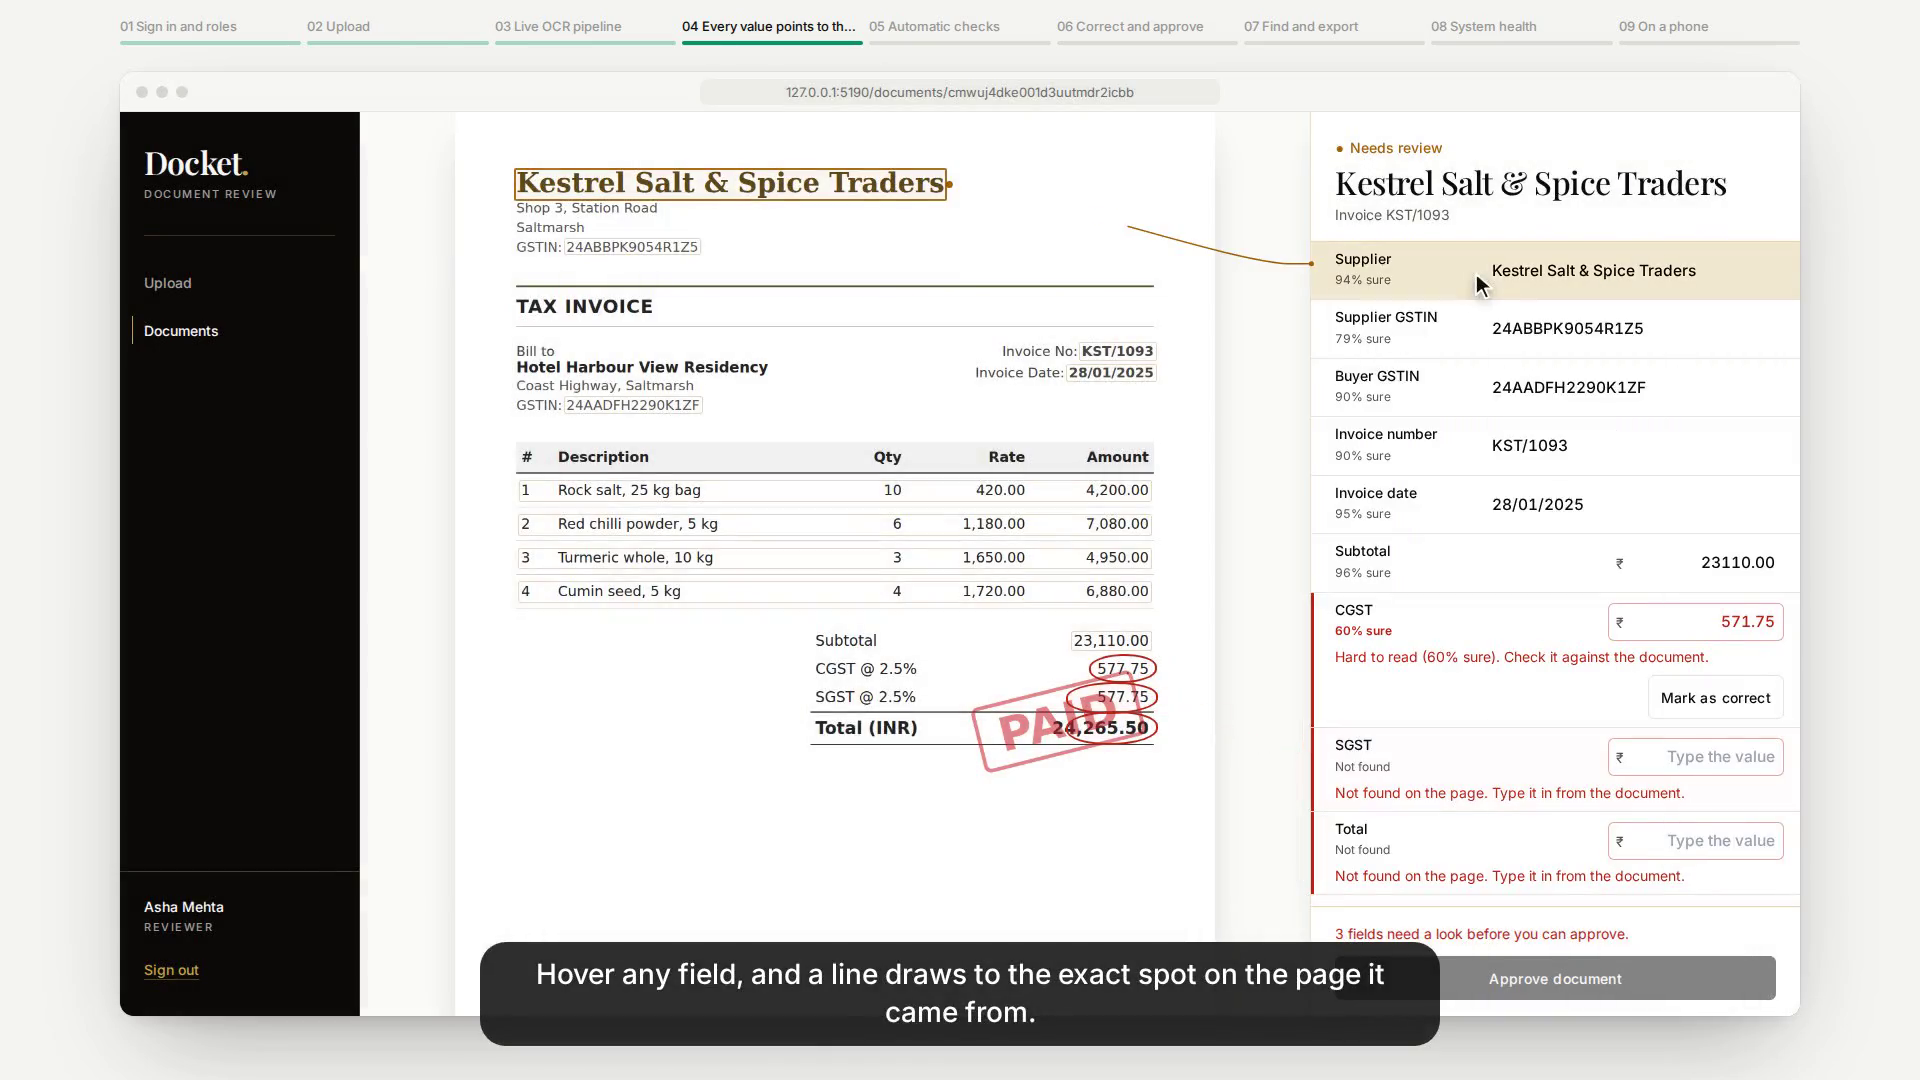 01 Sign in and roles
02 Upload
03 Live OCR pipeline
04 Every value points to th...
05 Automatic checks
06 Correct and approve
07 Find and export
08 System health
09 On a phone
127.0.0.1:5190/documents/cmwuj4dke001d3uutmdr2icbb
Docket.
DOCUMENT REVIEW
Upload
Documents
Asha Mehta
REVIEWER
Sign out
Kestrel Salt & Spice Traders
Shop 3, Station Road
Saltmarsh
GSTIN: 24ABBPK9054R1Z5
TAX INVOICE
Bill to
Hotel Harbour View Residency
Coast Highway, Saltmarsh
GSTIN: 24AADFH2290K1ZF
Invoice No: KST/1093
Invoice Date: 28/01/2025
# Description Qty Rate Amount
1 Rock salt, 25 kg bag 10 420.00 4,200.00
2 Red chilli powder, 5 kg 6 1,180.00 7,080.00
3 Turmeric whole, 10 kg 3 1,650.00 4,950.00
4 Cumin seed, 5 kg 4 1,720.00 6,880.00
Subtotal 23,110.00
CGST @ 2.5% 577.75
SGST @ 2.5% 577.75
Total (INR) 24,265.50
PAID
Needs review
Kestrel Salt & Spice Traders
Invoice KST/1093
Supplier
94% sure
Kestrel Salt & Spice Traders
Supplier GSTIN
79% sure
24ABBPK9054R1Z5
Buyer GSTIN
90% sure
24AADFH2290K1ZF
Invoice number
90% sure
KST/1093
Invoice date
95% sure
28/01/2025
Subtotal
96% sure
₹ 23110.00
CGST
60% sure
₹ 571.75
Hard to read (60% sure). Check it against the document.
Mark as correct
SGST
Not found
₹ Type the value
Not found on the page. Type it in from the document.
Total
Not found
₹ Type the value
Not found on the page. Type it in from the document.
3 fields need a look before you can approve.
Approve document
Hover any field, and a line draws to the exact spot on the page it
came from.